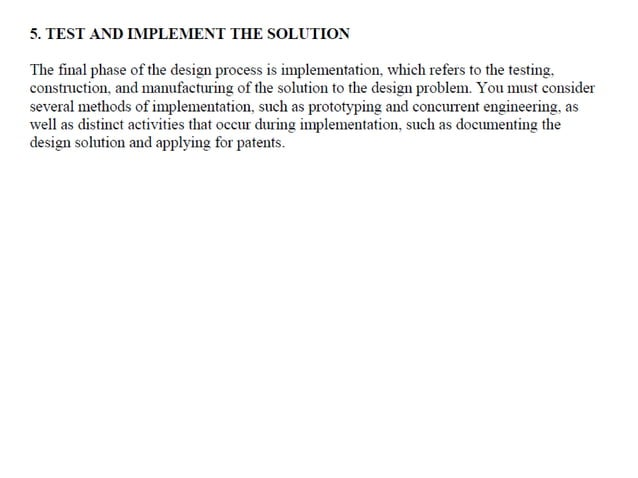 5. TEST AND IMPLEMENT THE SOLUTION
The final phase of the design process is implementation, which refers to the testing,
construction, and manufacturing of the solution to the design problem. You must consider
several methods of implementation, such as prototyping and concurrent engineering, as
well as distinct activities that occur during implementation, such as documenting the
design solution and applying for patents.